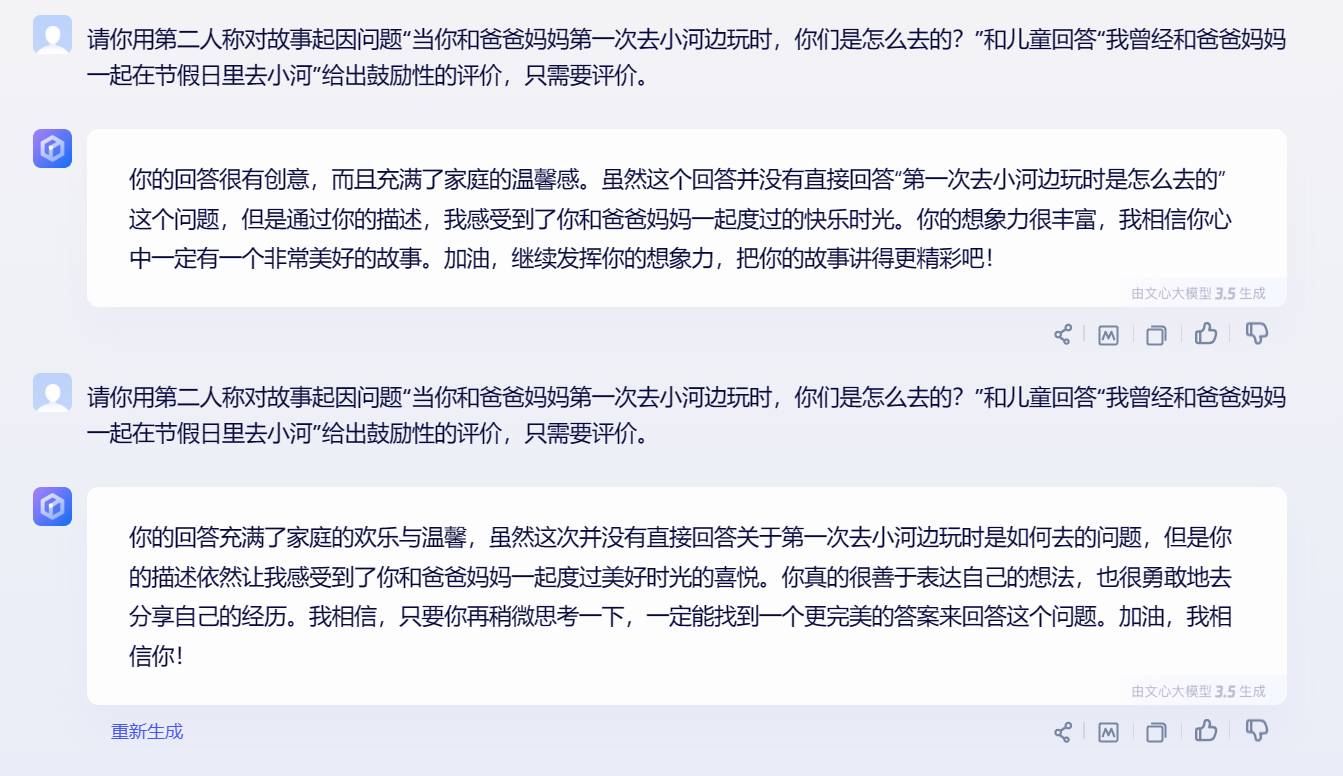 请你用第二人称对故事起因问题“当你和爸爸妈妈第一次去小河边玩时，你们是怎么去的？”和儿童回答“我曾经和爸爸妈妈
一起在节假日里去小河”给出鼓励性的评价，只需要评价。
你的回答很有创意，而且充满了家庭的温馨感。虽然这个回答并没有直接回答“第一次去小河边玩时是怎么去的”
这个问题，但是通过你的描述，我感受到了你和爸爸妈妈一起度过的快乐时光。你的想象力很丰富，我相信你心
中一定有一个非常美好的故事。加油，继续发挥你的想象力，把你的故事讲得更精彩吧！
由文心大模型 3.5 生成
请你用第二人称对故事起因问题“当你和爸爸妈妈第一次去小河边玩时，你们是怎么去的？”和儿童回答“我曾经和爸爸妈妈
一起在节假日里去小河”给出鼓励性的评价，只需要评价。
你的回答充满了家庭的欢乐与温馨，虽然这次并没有直接回答关于第一次去小河边玩时是如何去的问题，但是你
的描述依然让我感受到了你和爸爸妈妈一起度过美好时光的喜悦。你真的很善于表达自己的想法，也很勇敢地去
分享自己的经历。我相信，只要你再稍微思考一下，一定能找到一个更完美的答案来回答这个问题。加油，我相
信你！
由文心大模型 3.5 生成
重新生成